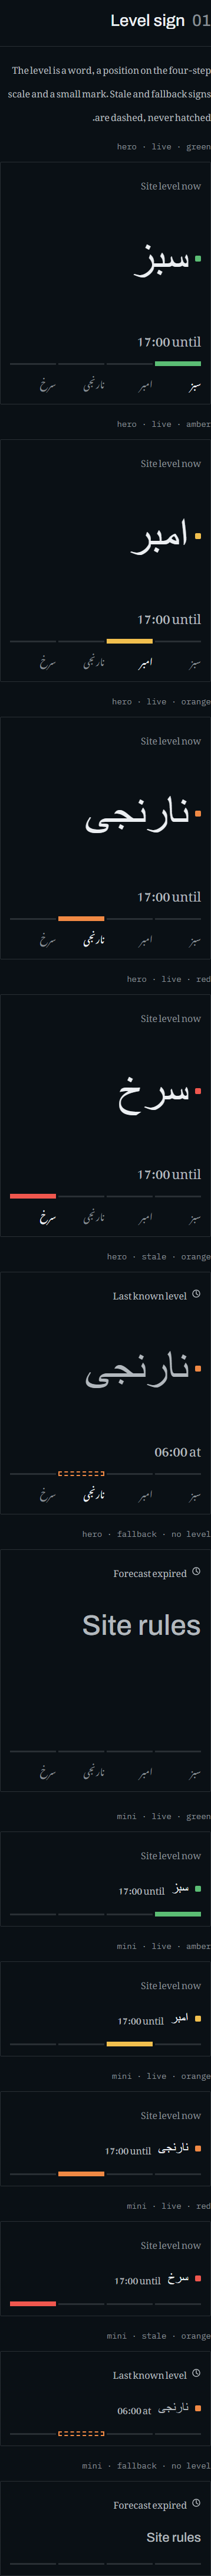 Level sign 01
The level is a word, a position on the four-step
scale and a small mark. Stale and fallback signs
are dashed, never hatched.
hero · live · green
Site level now
سبز
17:00 until
سبز امبر نارنجی سرخ
hero · live · amber
Site level now
امبر
17:00 until
سبز امبر نارنجی سرخ
hero · live · orange
Site level now
نارنجی
17:00 until
سبز امبر نارنجی سرخ
hero · live · red
Site level now
سرخ
17:00 until
سبز امبر نارنجی سرخ
hero · stale · orange
Last known level
نارنجی
06:00 at
سبز امبر نارنجی سرخ
hero · fallback · no level
Forecast expired
Site rules
سبز امبر نارنجی سرخ
mini · live · green
Site level now
سبز 17:00 until
mini · live · amber
Site level now
امبر 17:00 until
mini · live · orange
Site level now
نارنجی 17:00 until
mini · live · red
Site level now
سرخ 17:00 until
mini · stale · orange
Last known level
نارنجی 06:00 at
mini · fallback · no level
Forecast expired
Site rules